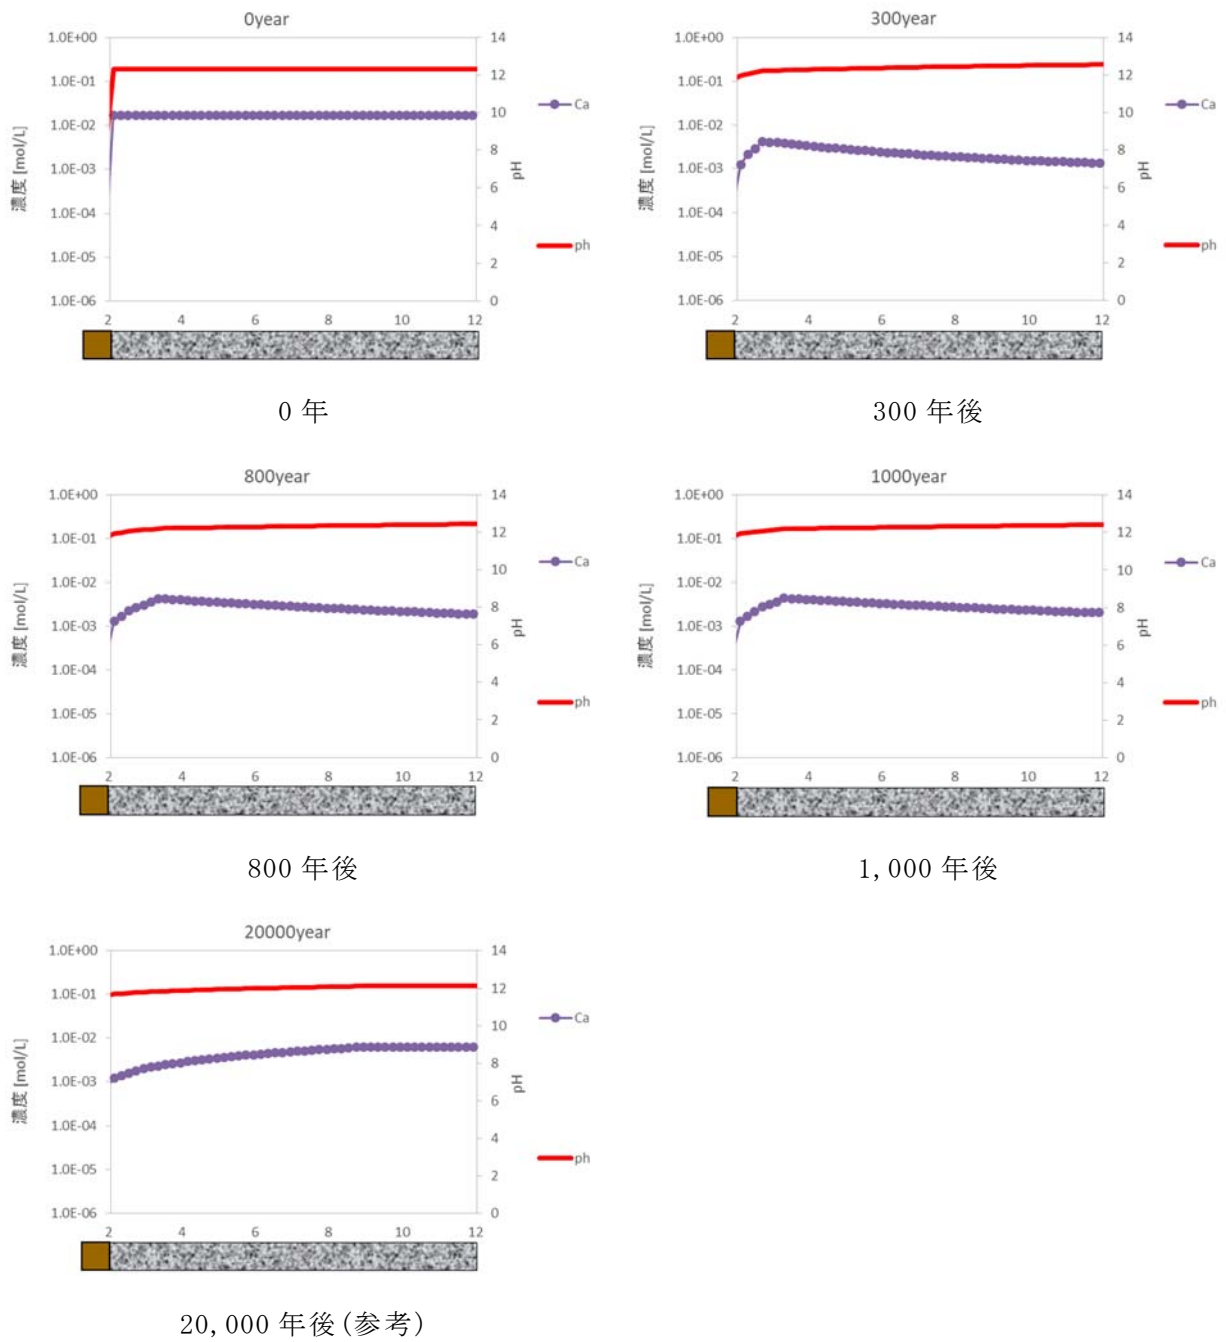 0year
1.0E+00
1.0E-01
1.0E-02
1.0E-03
1.0E-04
1.0E-05
1.0E-06
濃度 [mol/L]
14
12
10
8
6
4
2
0
pH
Ca
ph
2 4 6 8 10 12
0 年
300year
1.0E+00
1.0E-01
1.0E-02
1.0E-03
1.0E-04
1.0E-05
1.0E-06
濃度 [mol/L]
14
12
10
8
6
4
2
0
pH
Ca
ph
2 4 6 8 10 12
300 年後
800year
1.0E+00
1.0E-01
1.0E-02
1.0E-03
1.0E-04
1.0E-05
1.0E-06
濃度 [mol/L]
14
12
10
8
6
4
2
0
pH
Ca
ph
2 4 6 8 10 12
800 年後
1000year
1.0E+00
1.0E-01
1.0E-02
1.0E-03
1.0E-04
1.0E-05
1.0E-06
濃度 [mol/L]
14
12
10
8
6
4
2
0
pH
Ca
ph
2 4 6 8 10 12
1,000 年後
20000year
1.0E+00
1.0E-01
1.0E-02
1.0E-03
1.0E-04
1.0E-05
1.0E-06
濃度 [mol/L]
14
12
10
8
6
4
2
0
pH
Ca
ph
2 4 6 8 10 12
20,000 年後(参考)